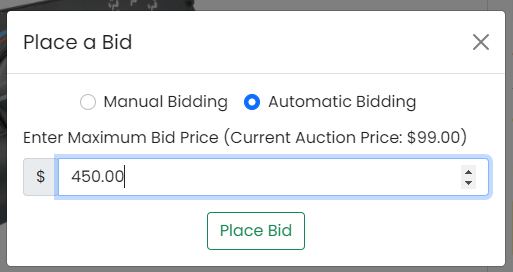 Place a Bid
Manual Bidding Automatic Bidding
Enter Maximum Bid Price (Current Auction Price: $99.00)
$ 450.00
Place Bid